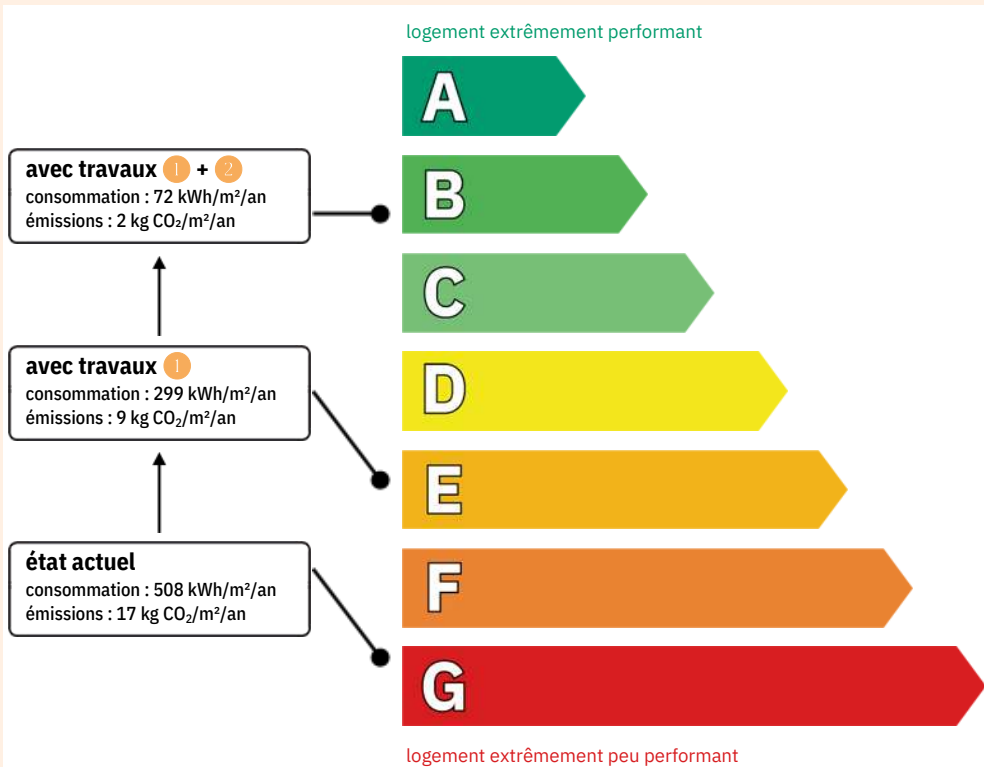 logement extrêmement performant
A
avec travaux 1 + 2
consommation : 72 kWh/m²/an
émissions : 2 kg CO₂/m²/an
B
C
avec travaux 1
consommation : 299 kWh/m²/an
émissions : 9 kg CO₂/m²/an
D
E
état actuel
consommation : 508 kWh/m²/an
émissions : 17 kg CO₂/m²/an
F
G
logement extrêmement peu performant